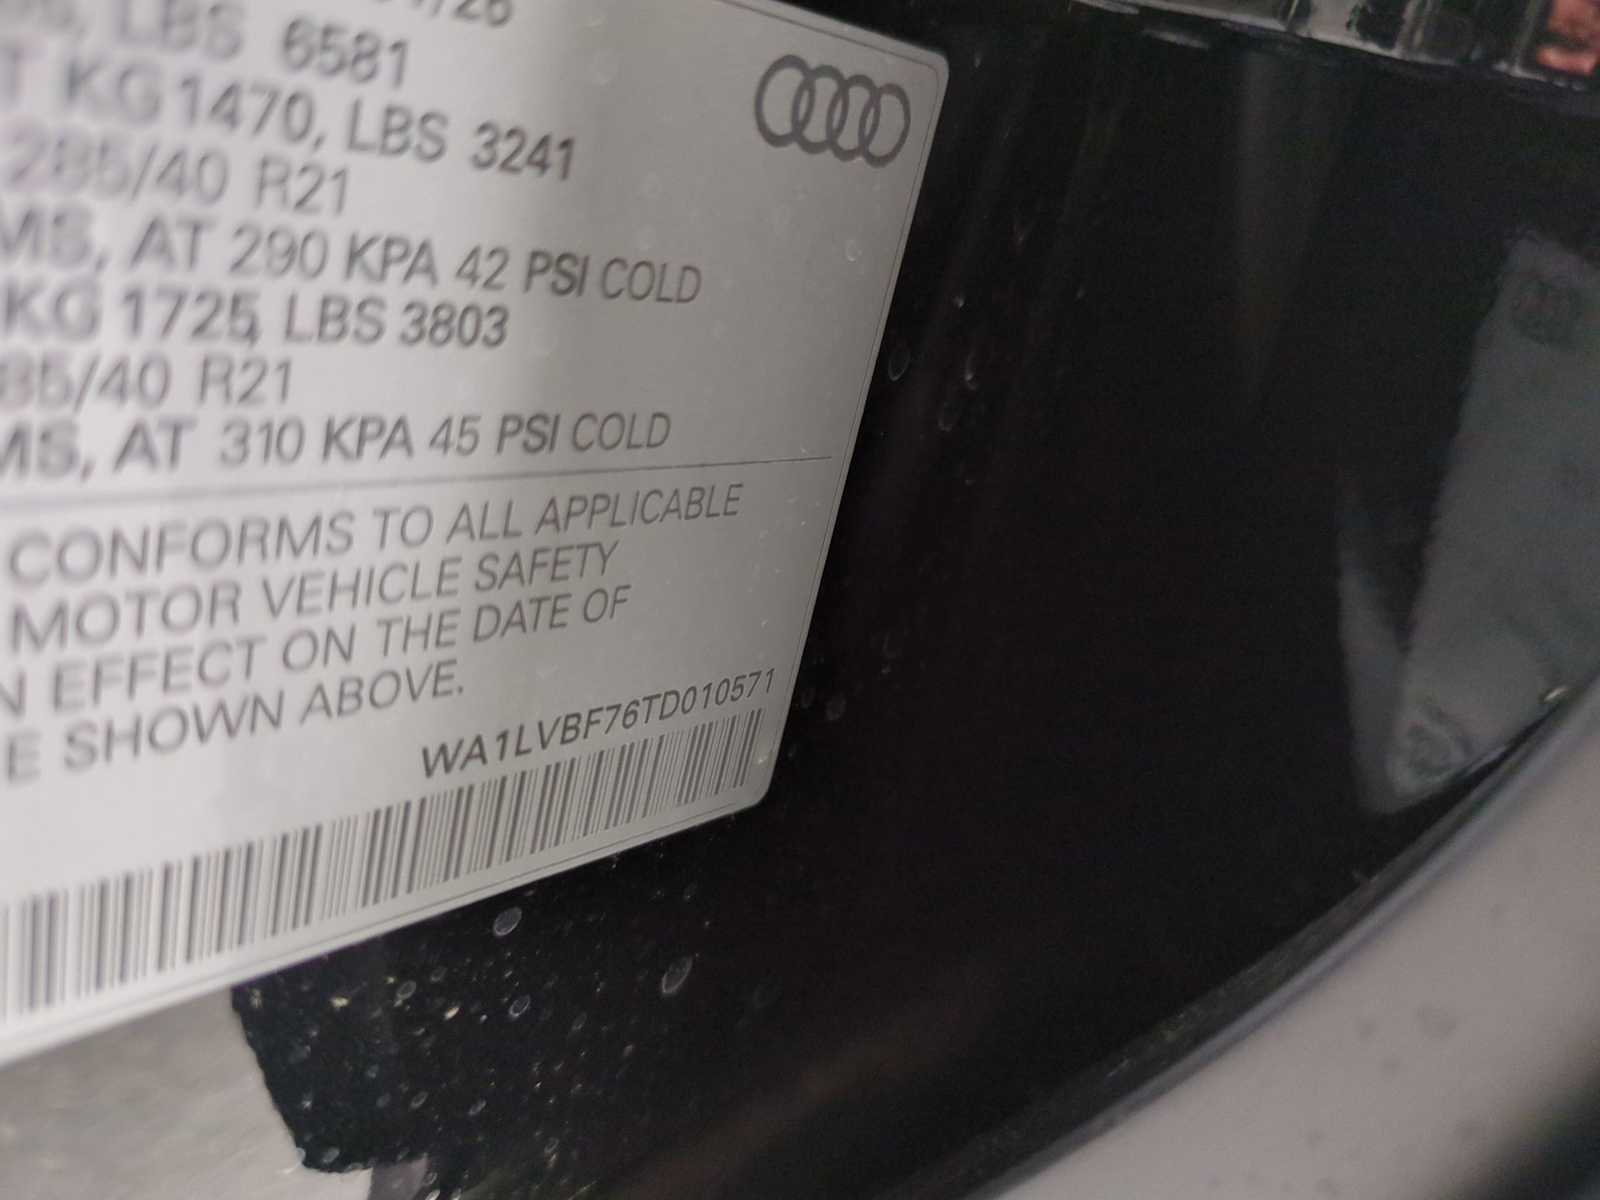 LBS 6581
KG 1470, LBS 3241
285/40 R21
AT 290 KPA 42 PSI COLD
KG 1725, LBS 3803
85/40 R21
MS, AT 310 KPA 45 PSI COLD
CONFORMS TO ALL APPLICABLE
MOTOR VEHICLE SAFETY
N EFFECT ON THE DATE OF
E SHOWN ABOVE.
WA1LVBF76TD010571